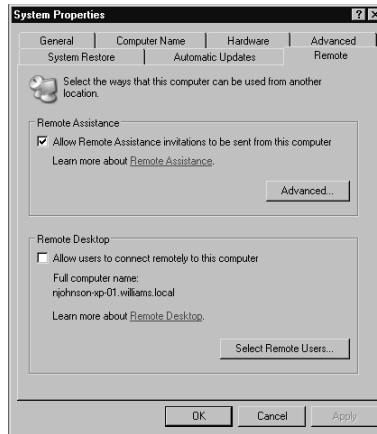 System Properties
General Computer Name Hardware Advanced
System Restore Automatic Updates Remote
Select the ways that this computer can be used from another
location.
Remote Assistance
Allow Remote Assistance invitations to be sent from this computer
Learn more about Remote Assistance.
Advanced...
Remote Desktop
Allow users to connect remotely to this computer
Full computer name:
njohnson-xp-01.williams.local
Learn more about Remote Desktop.
Select Remote Users...
OK Cancel Apply